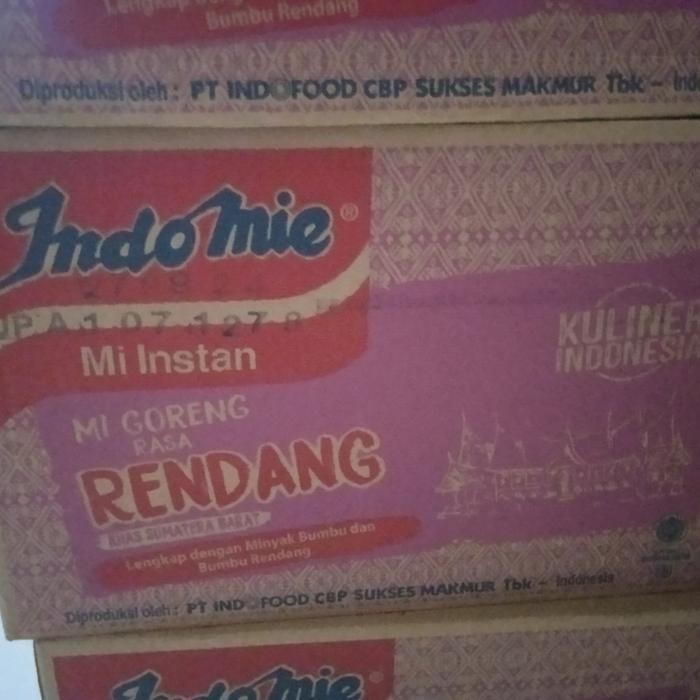 Lengkap dengan
Bumbu Rendang
Diproduksi oleh : PT INDOFOOD CBP SUKSES MAKMUR Tbk – Indo
Indomie®
Mi Instan
KULINER
INDONESIA
MI GORENG
RASA
RENDANG
KHAS SUMATERA BARAT
Lengkap dengan Minyak Bumbu dan
Bumbu Rendang
Diproduksi oleh : PT INDOFOOD CBP SUKSES MAKMUR Tbk – Indonesia
Indomie